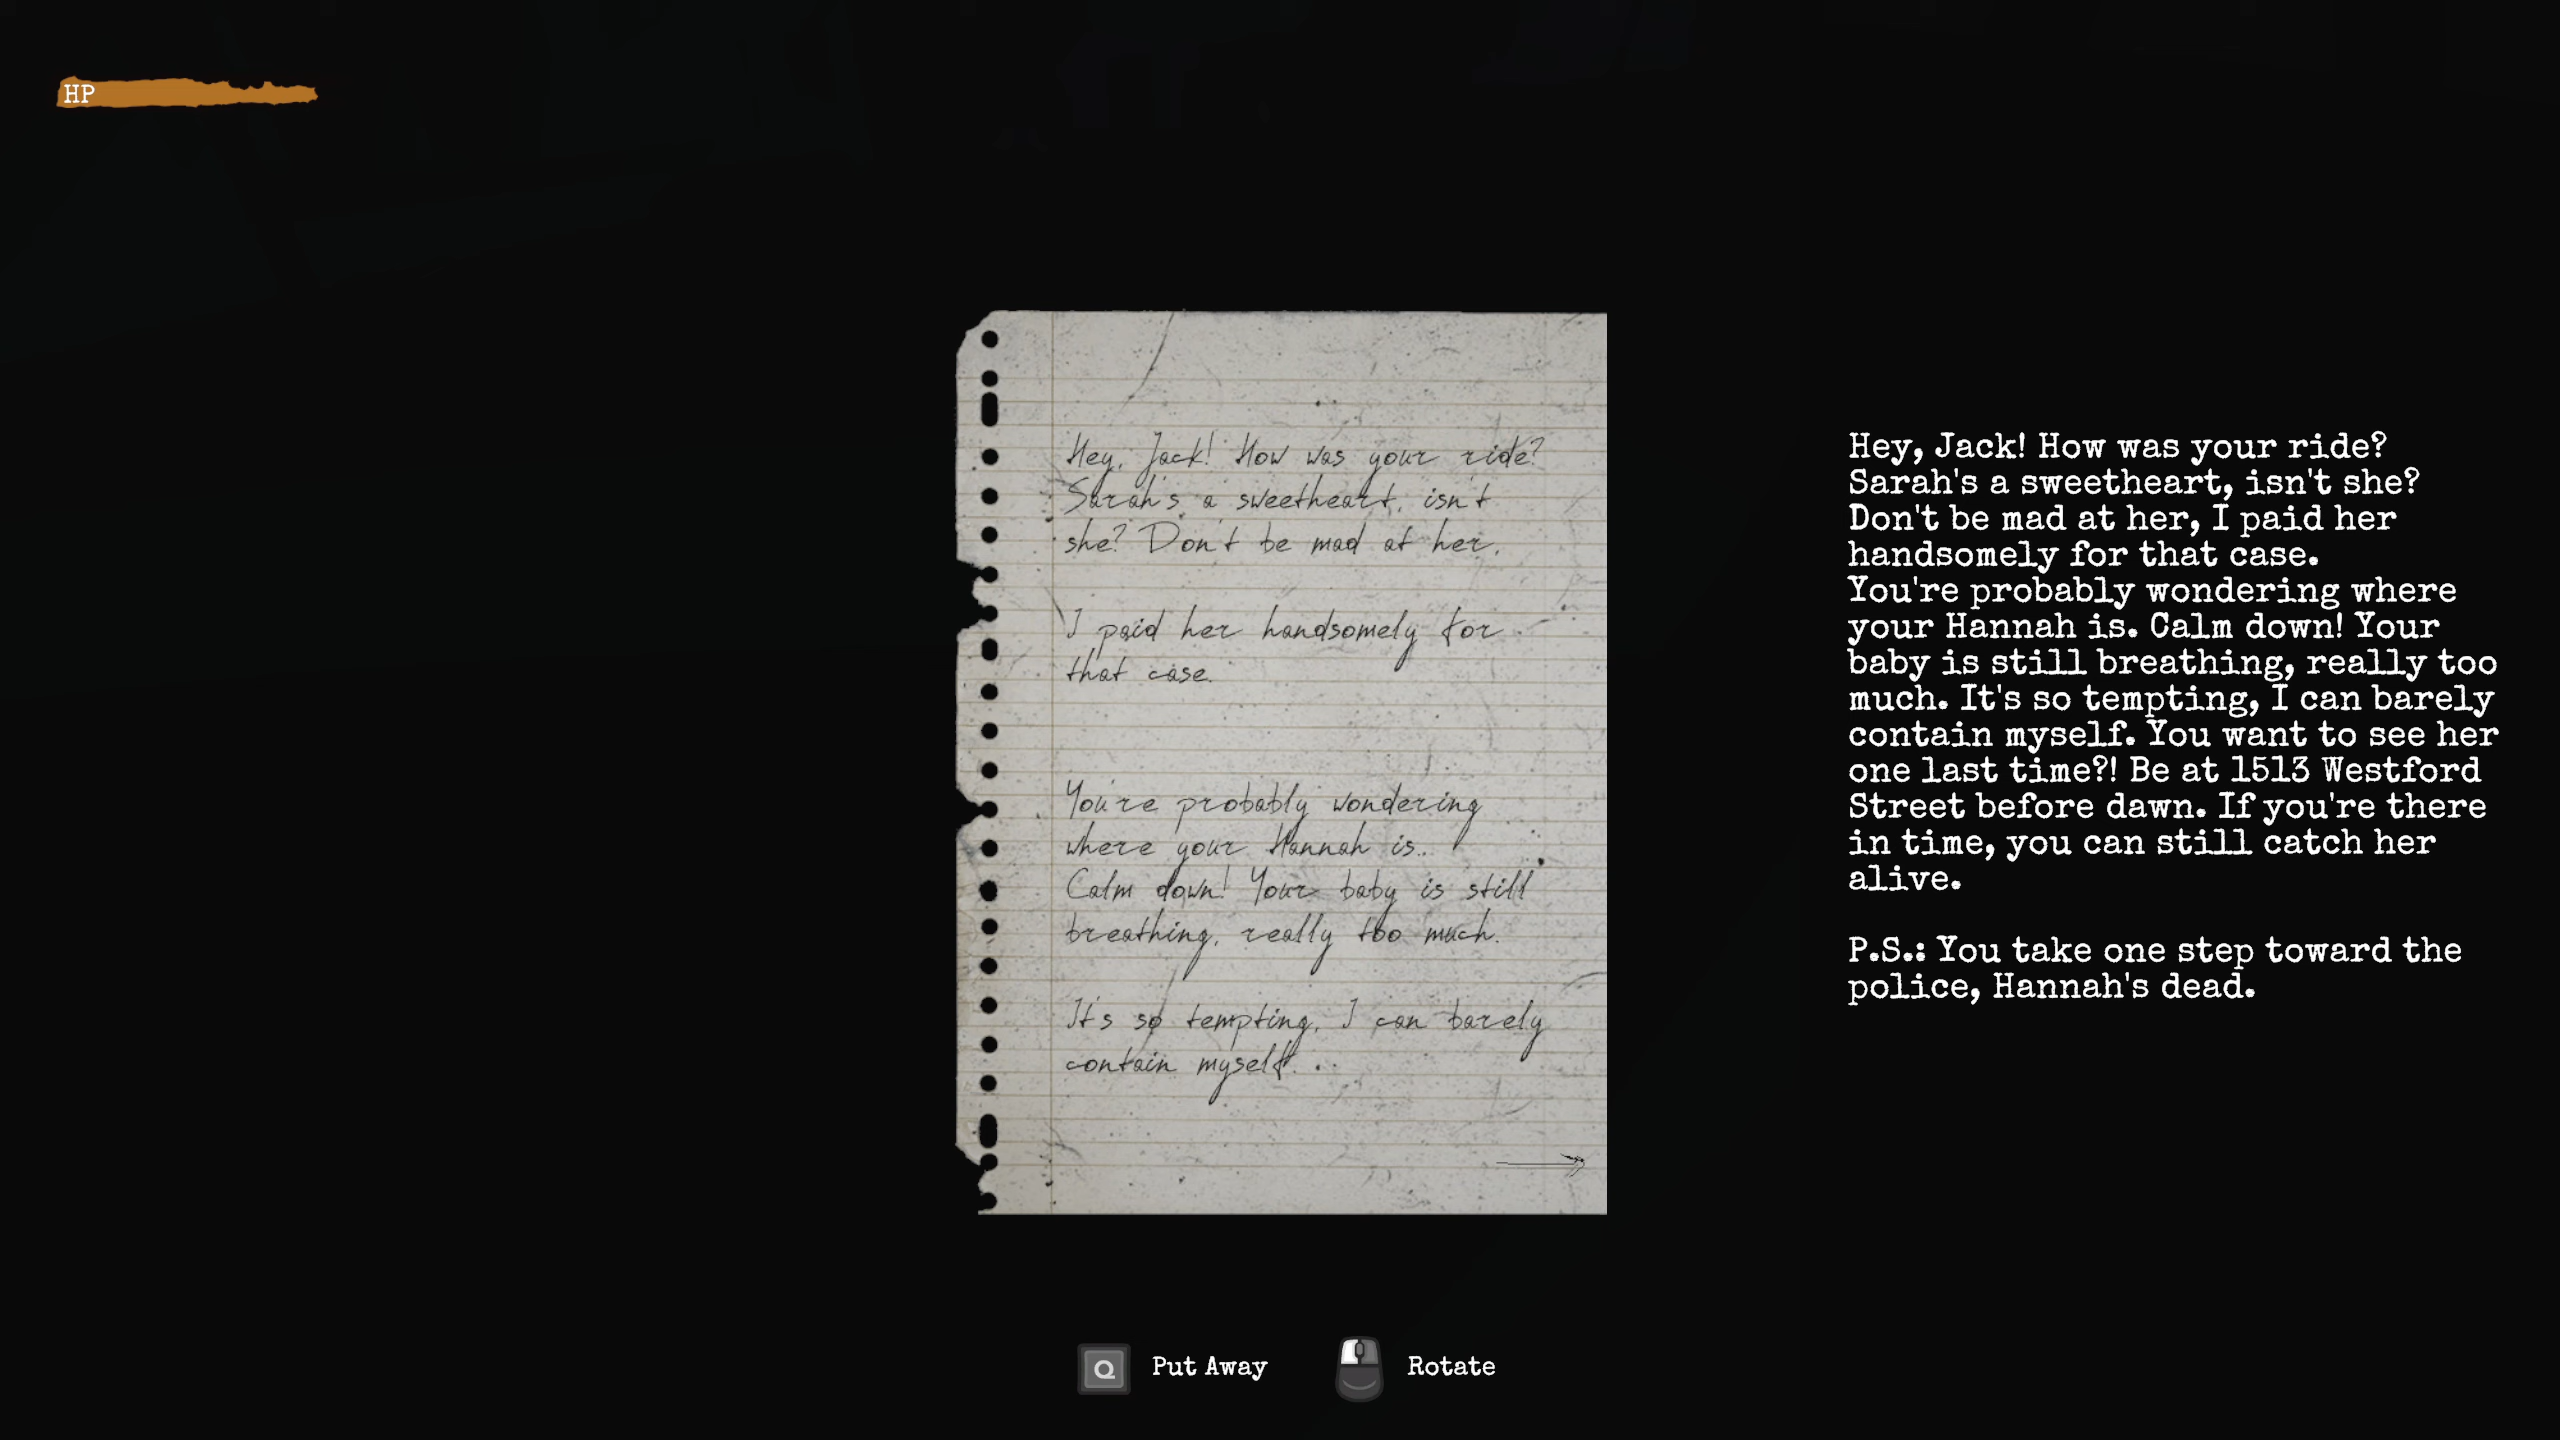 HP
Hey, Jack! How was your ride?
Sarah's a sweetheart, isn't
she? Don't be mad at her,
I paid her handsomely for
that case.
You're probably wondering
where your Hannah is..
Calm down! Your baby is still
breathing, really too much.
It's so tempting, I can barely
contain myself...
Hey, Jack! How was your ride?
Sarah's a sweetheart, isn't she?
Don't be mad at her, I paid her
handsomely for that case.
You're probably wondering where
your Hannah is. Calm down! Your
baby is still breathing, really too
much. It's so tempting, I can barely
contain myself. You want to see her
one last time?! Be at 1513 Westford
Street before dawn. If you're there
in time, you can still catch her
alive.
P.S.: You take one step toward the
police, Hannah's dead.
Q Put Away Rotate